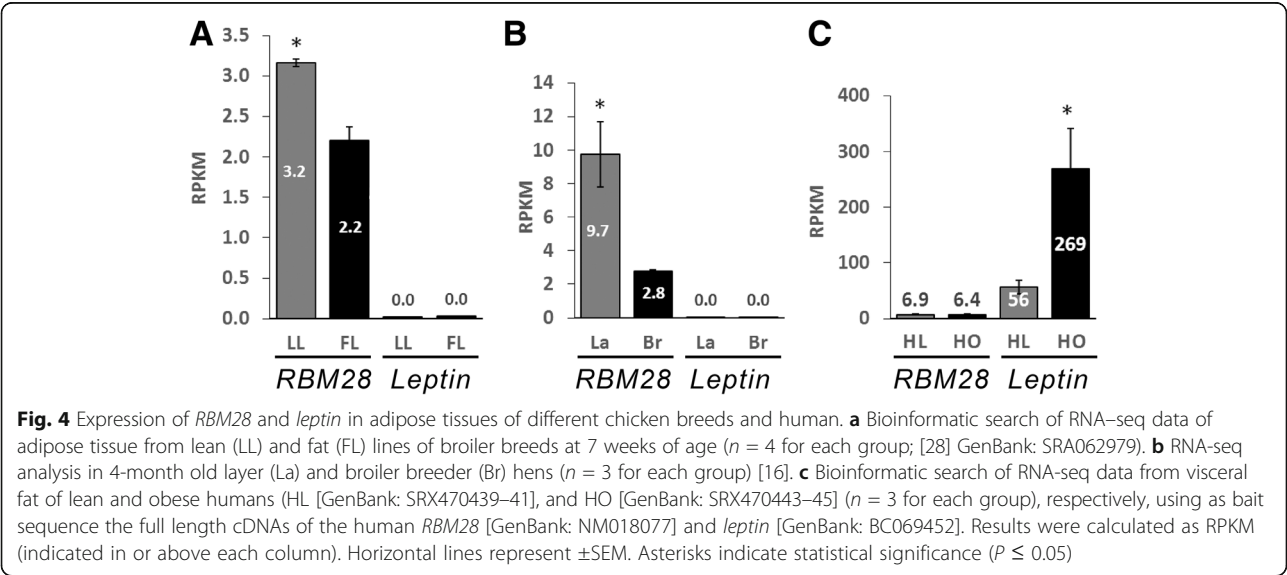 A
3.5
3.0
2.5
2.0
1.5
1.0
0.5
0.0
RPKM
*
3.2
2.2
0.0
0.0
LL FL LL FL
RBM28 Leptin
B
14
12
10
8
6
4
2
0
RPKM
*
9.7
2.8
0.0
0.0
La Br La Br
RBM28 Leptin
C
400
300
200
100
0
RPKM
*
6.9
6.4
56
269
HL HO HL HO
RBM28 Leptin
Fig. 4 Expression of RBM28 and leptin in adipose tissues of different chicken breeds and human. a Bioinformatic search of RNA–seq data of
adipose tissue from lean (LL) and fat (FL) lines of broiler breeds at 7 weeks of age (n = 4 for each group; [28] GenBank: SRA062979). b RNA-seq
analysis in 4-month old layer (La) and broiler breeder (Br) hens (n = 3 for each group) [16]. c Bioinformatic search of RNA-seq data from visceral
fat of lean and obese humans (HL [GenBank: SRX470439–41], and HO [GenBank: SRX470443–45] (n = 3 for each group), respectively, using as bait
sequence the full length cDNAs of the human RBM28 [GenBank: NM018077] and leptin [GenBank: BC069452]. Results were calculated as RPKM
(indicated in or above each column). Horizontal lines represent ±SEM. Asterisks indicate statistical significance (P ≤ 0.05)